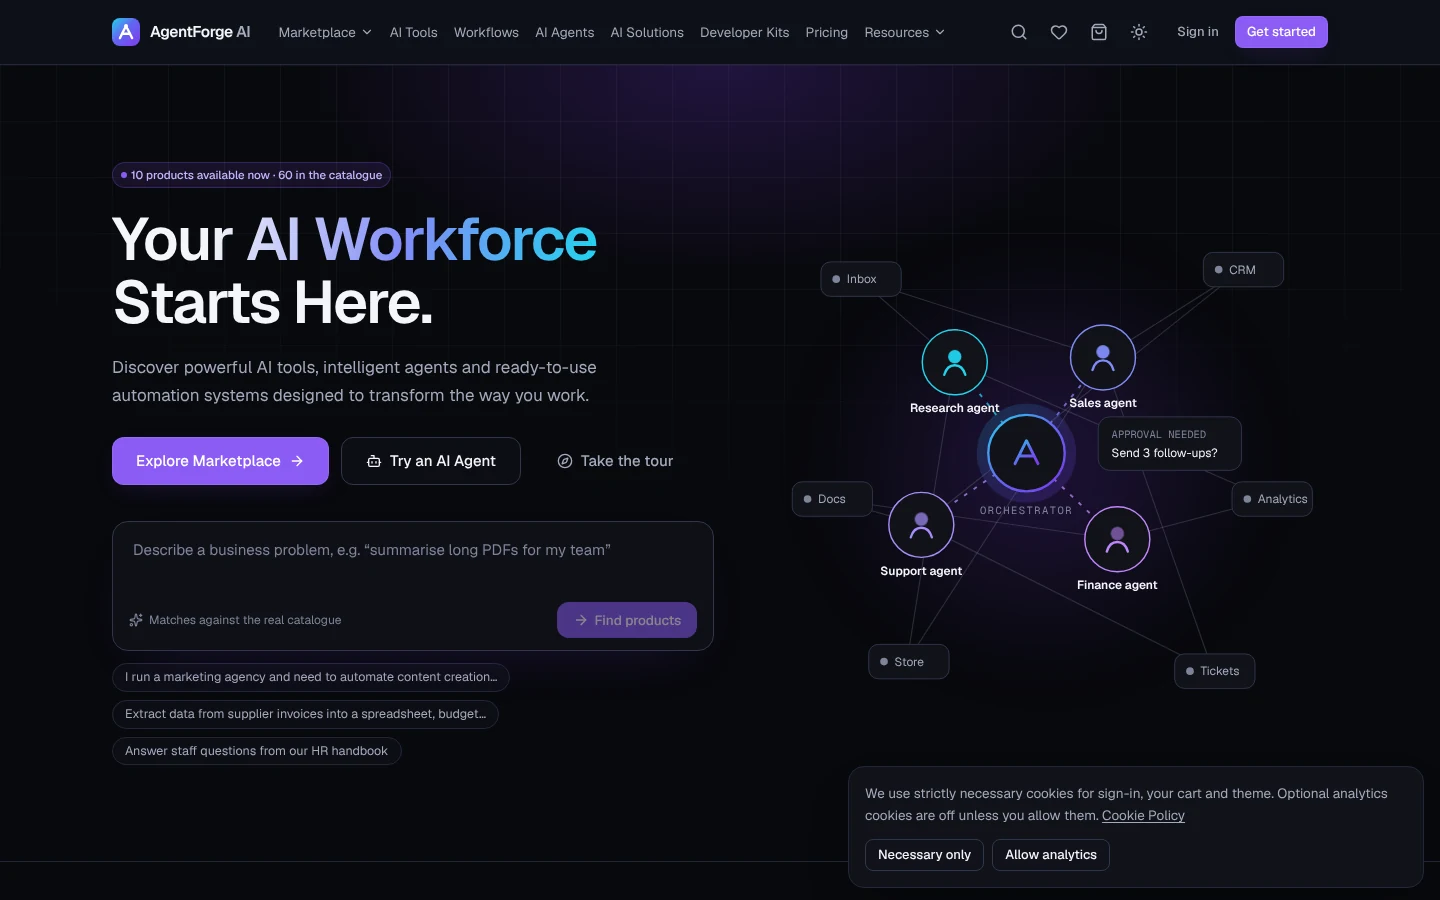 AgentForge AI
Marketplace
AI Tools
Workflows
AI Agents
AI Solutions
Developer Kits
Pricing
Resources
Sign in
Get started
10 products available now · 60 in the catalogue
Your AI Workforce
Starts Here.
Discover powerful AI tools, intelligent agents and ready-to-use
automation systems designed to transform the way you work.
Explore Marketplace
Try an AI Agent
Take the tour
Describe a business problem, e.g. “summarise long PDFs for my team”
Matches against the real catalogue
Find products
I run a marketing agency and need to automate content creation…
Extract data from supplier invoices into a spreadsheet, budget…
Answer staff questions from our HR handbook
Inbox
CRM
Research agent
Sales agent
APPROVAL NEEDED
Send 3 follow-ups?
Docs
Analytics
ORCHESTRATOR
Support agent
Finance agent
Store
Tickets
We use strictly necessary cookies for sign-in, your cart and theme. Optional analytics
cookies are off unless you allow them. Cookie Policy
Necessary only
Allow analytics